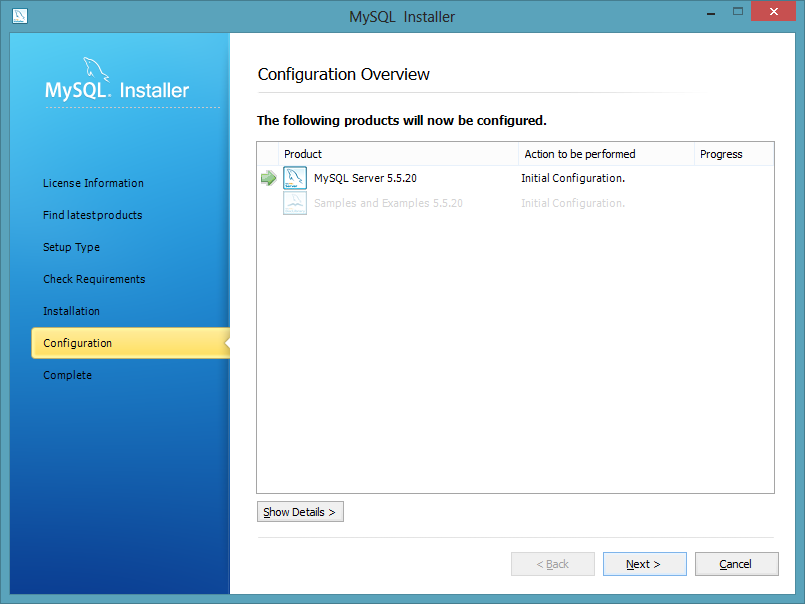 MySQL Installer
MySQL. Installer
License Information
Find latest products
Setup Type
Check Requirements
Installation
Configuration
Complete
Configuration Overview
The following products will now be configured.
Product Action to be performed Progress
MySQL Server 5.5.20 Initial Configuration.
Samples and Examples 5.5.20 Initial Configuration.
Show Details >
< Back Next > Cancel